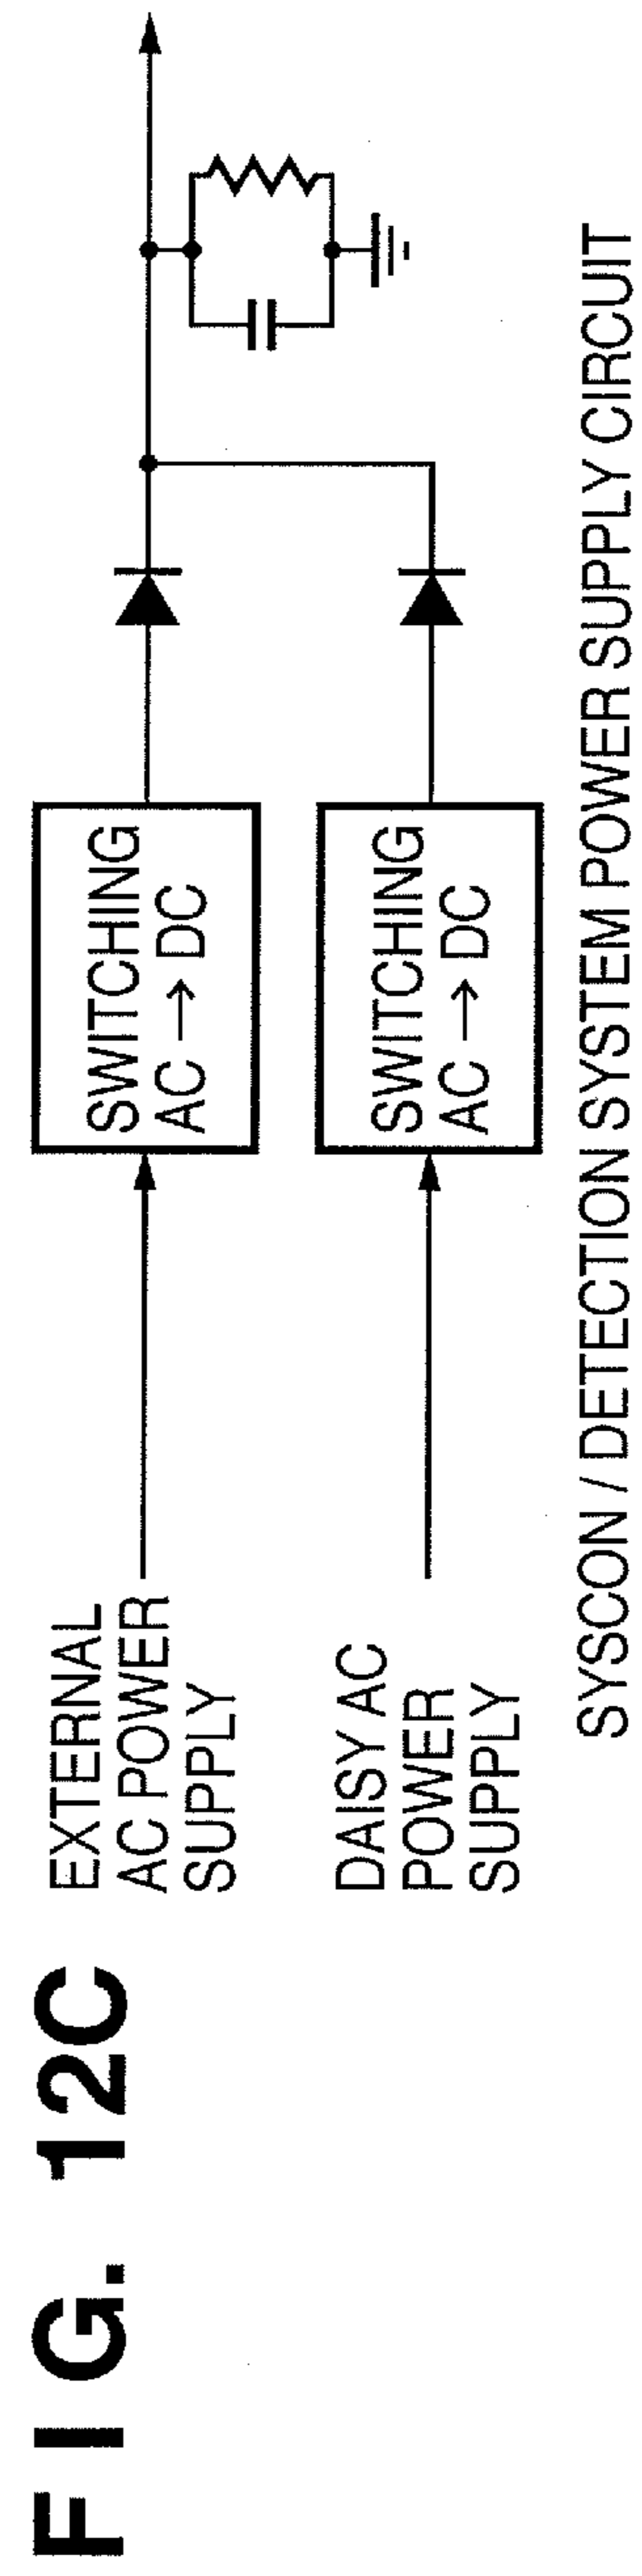 FIG. 12C
EXTERNAL
AC POWER
SUPPLY
SWITCHING
AC → DC
DAISY AC
POWER
SUPPLY
SWITCHING
AC → DC
SYSCON / DETECTION SYSTEM POWER SUPPLY CIRCUIT